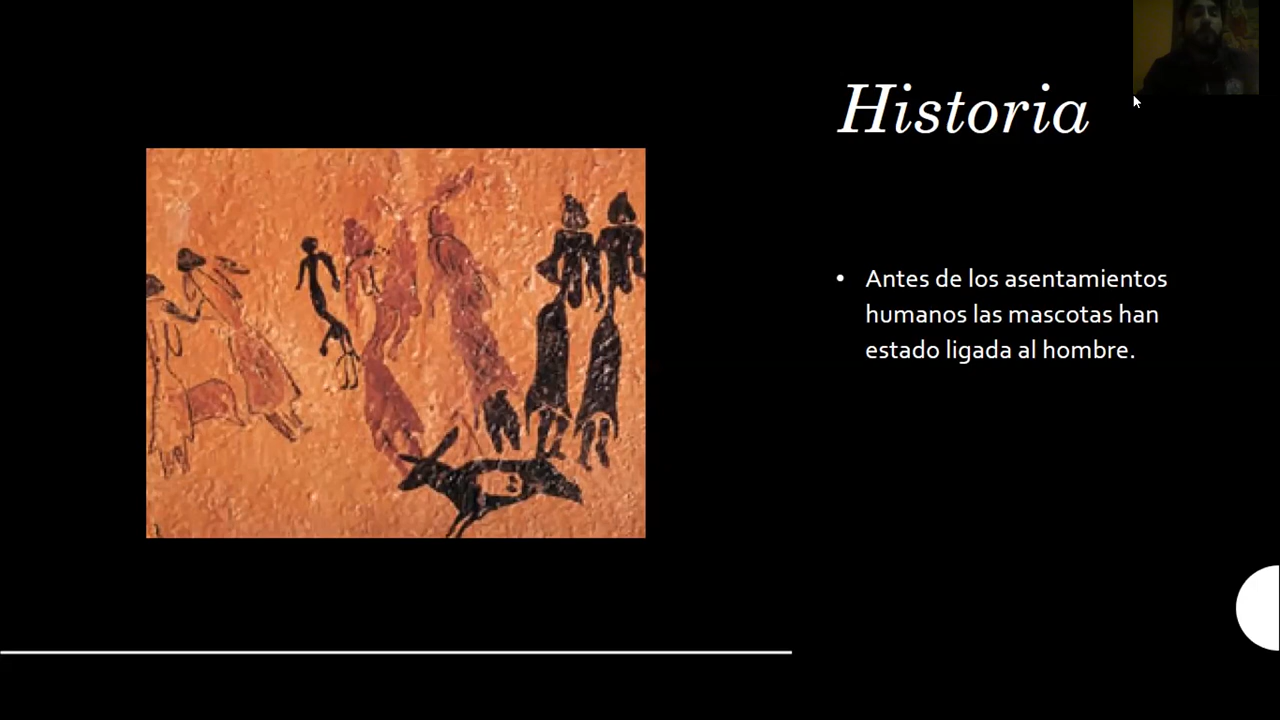 Historia
• Antes de los asentamientos
humanos las mascotas han
estado ligada al hombre.